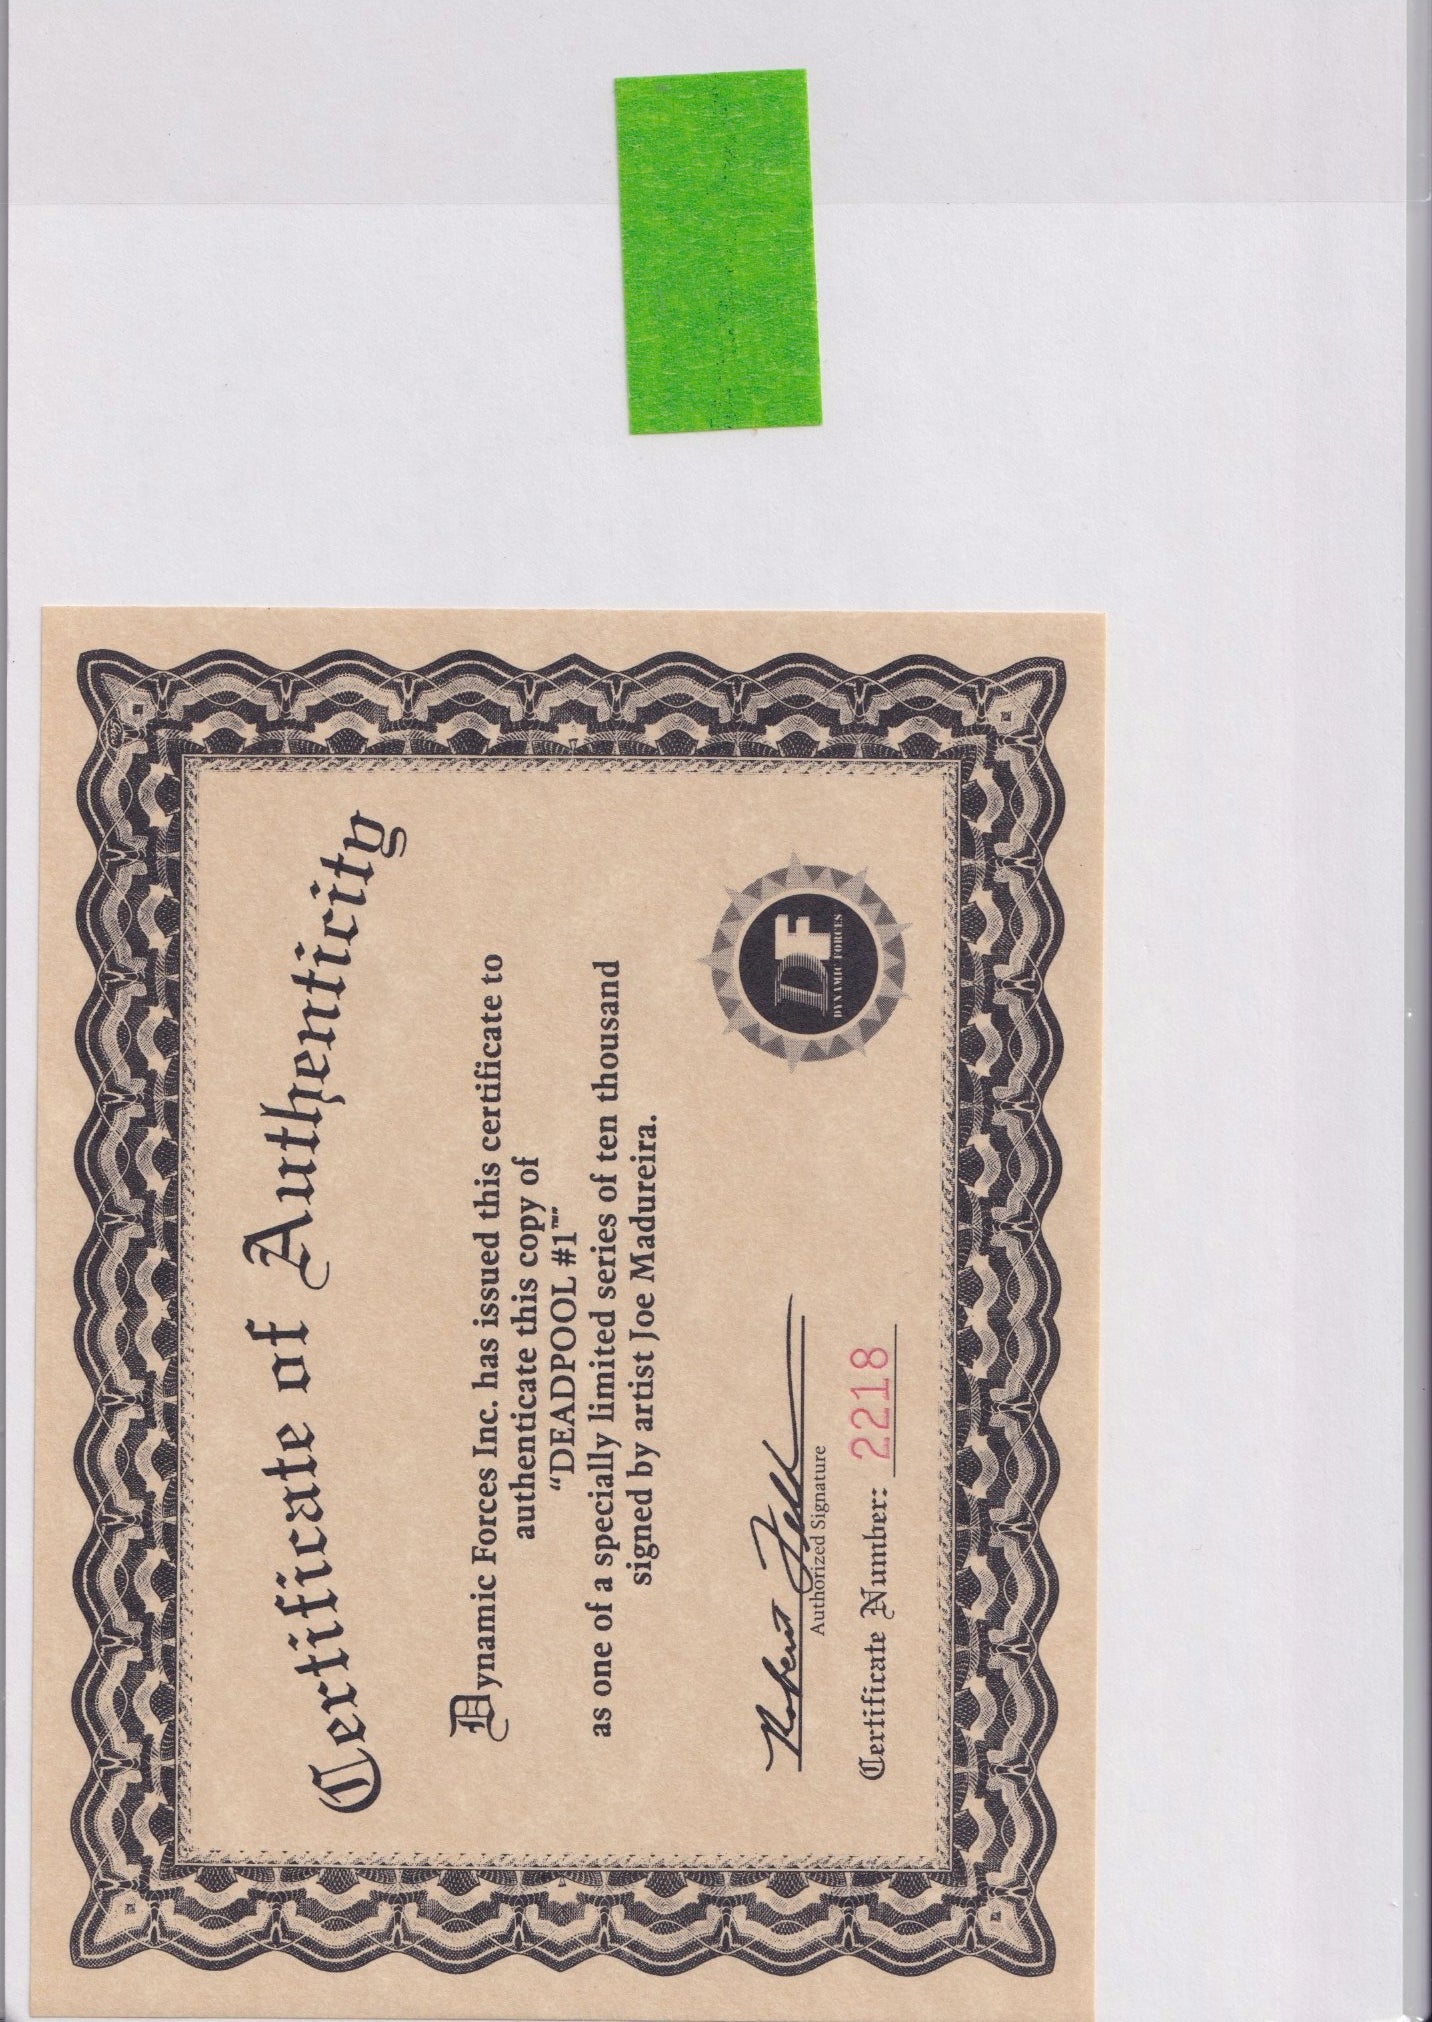 Certificate of Authenticity
Dynamic Forces Inc. has issued this certificate to
authenticate this copy of
“DEADPOOL #1™”
as one of a specially limited series of ten thousand
signed by artist Joe Madureira.
Robert Fell
Authorized Signature
Certificate Number: 2218
DF
DYNAMIC FORCES